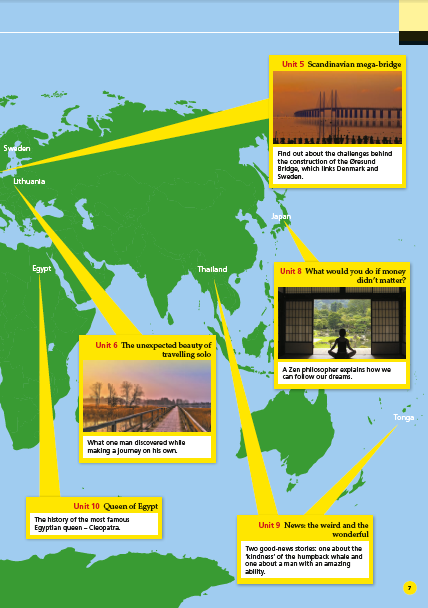 Unit 5 Scandinavian mega-bridge
Find out about the challenges behind
the construction of the Øresund
Bridge, which links Denmark and
Sweden.
Sweden
Lithuania
Japan
Egypt
Thailand
Unit 8 What would you do if money
didn't matter?
A Zen philosopher explains how we
can follow our dreams.
Unit 6 The unexpected beauty of
travelling solo
What one man discovered while
making a journey on his own.
Tonga
Unit 10 Queen of Egypt
The history of the most famous
Egyptian queen – Cleopatra.
Unit 9 News: the weird and the
wonderful
Two good-news stories: one about the
'kindness' of the humpback whale and
one about a man with an amazing
ability.
7